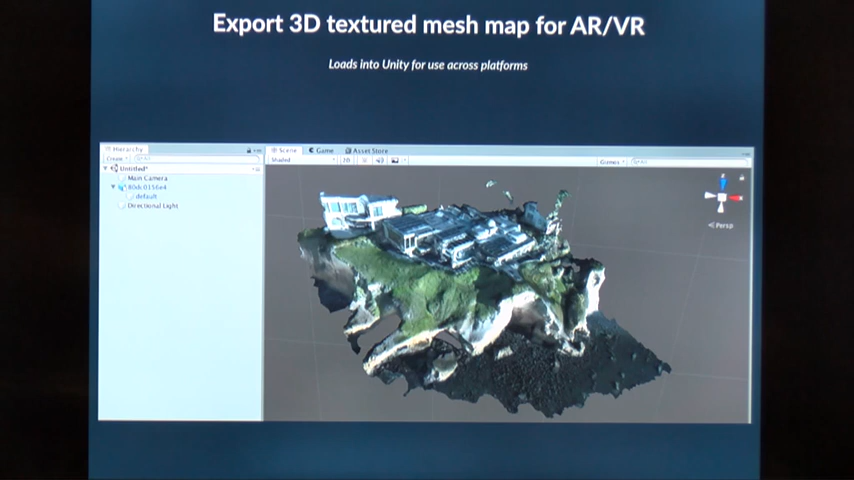 Export 3D textured mesh map for AR/VR
Loads into Unity for use across platforms
Hierarchy
Scene
Game
Asset Store
Create
Shaded
2D
Gizmos
Untitled*
Main Camera
default
Directional Light
Persp